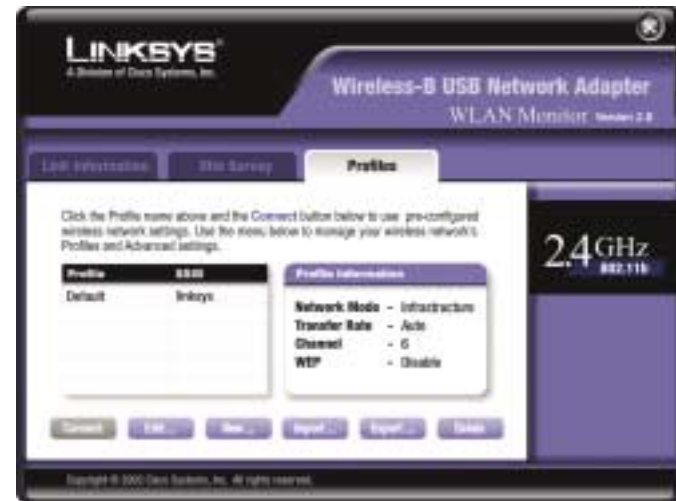 LINKSYS®
A Division of Cisco Systems, Inc.
Wireless-B USB Network Adapter
WLAN Monitor Version 2.0
Link Information Site Survey Profiles
Click the Profile name above and the Connect button below to use pre-configured
wireless network settings. Use the menu below to manage your wireless network's
Profiles and Advanced settings.
Profile SSID
Default linksys
Profile Information
Network Mode - Infrastructure
Transfer Rate - Auto
Channel - 6
WEP - Disable
2.4GHz
802.11b
Connect Edit... New... Import... Export... Delete
Copyright © Cisco Systems, Inc. All rights reserved.